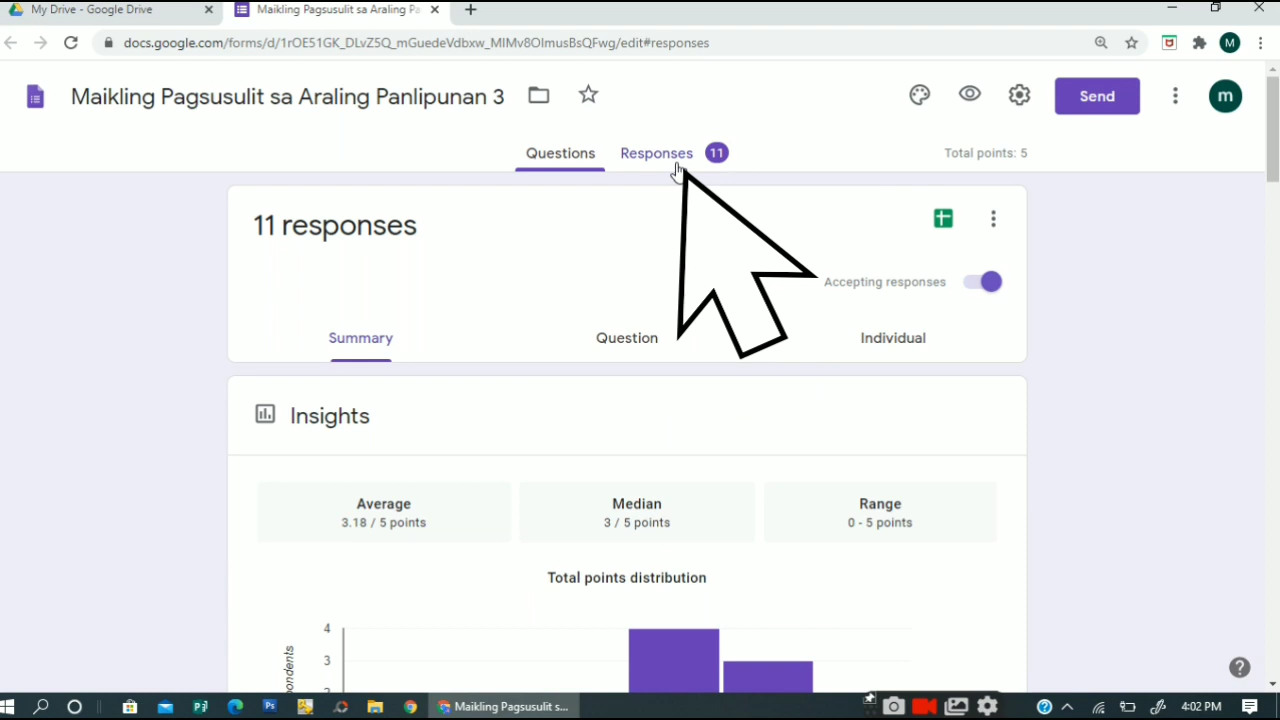 My Drive - Google Drive
Maikling Pagsusulit sa Araling Pa
docs.google.com/forms/d/1rOE51GK_DLvZ5Q_mGuedeVdbxw_MIMv8OlmusBsQFwg/edit#responses
M
Maikling Pagsusulit sa Araling Panlipunan 3
Send
m
Questions
Responses 11
Total points: 5
11 responses
Accepting responses
Summary
Question
Individual
Insights
Average
3.18 / 5 points
Median
3 / 5 points
Range
0 - 5 points
Total points distribution
4
3
Maikling Pagsusulit s...
4:02 PM